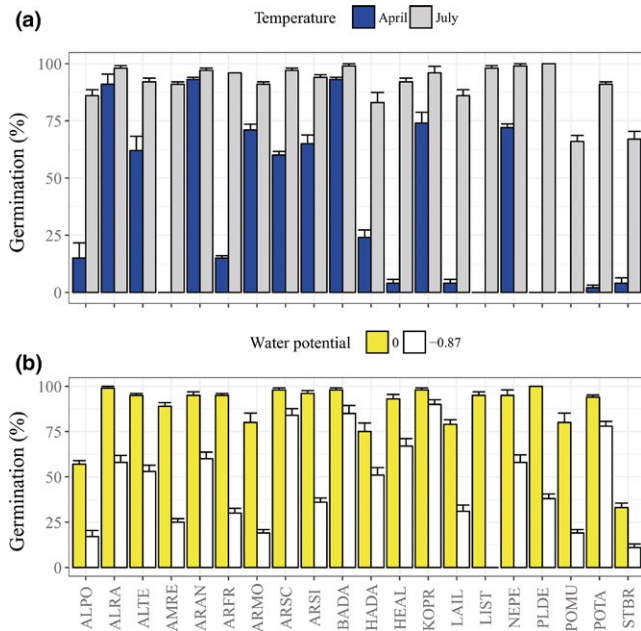 (a)
Temperature April July
Germination (%)
100
75
50
25
0
Water potential 0 −0.87
(b)
Germination (%)
100
75
50
25
0
ALPO ALRA ALTE AMRE ARAN ARFR ARMO ARSC ARSI BADA HADA HEAL KOPR LAIL LIST NEPE PLDE POMU POTA STBR